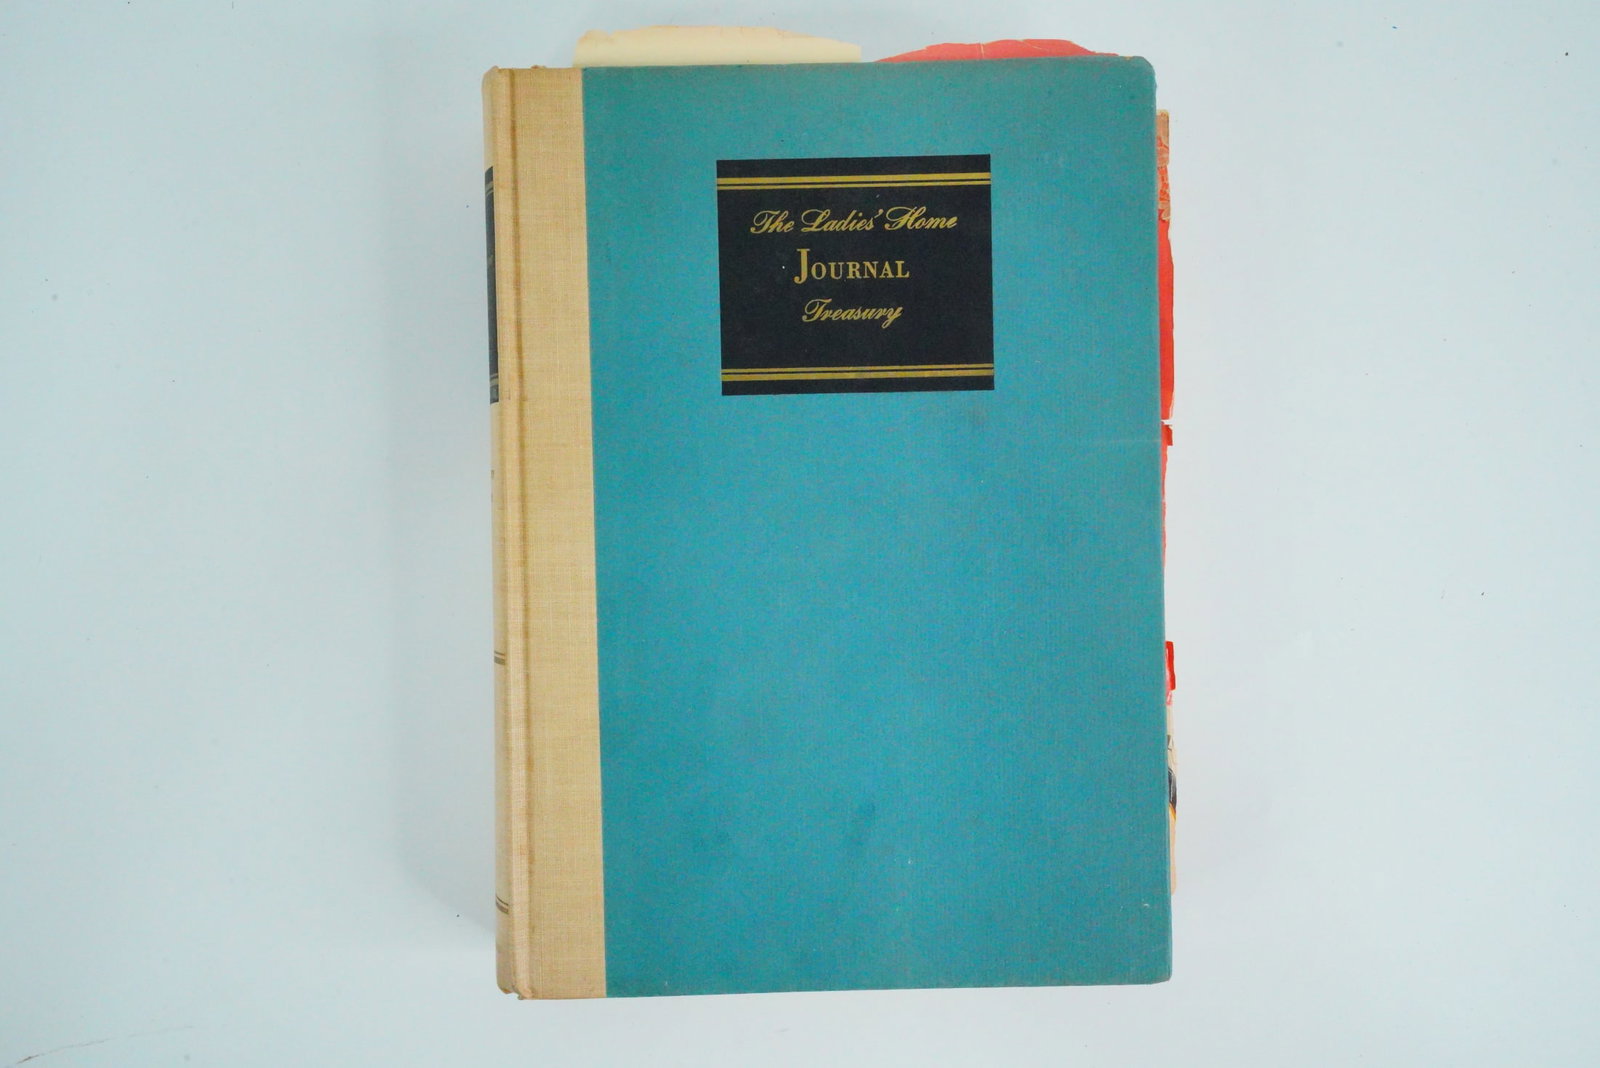 The Ladies' Home
JOURNAL
Treasury